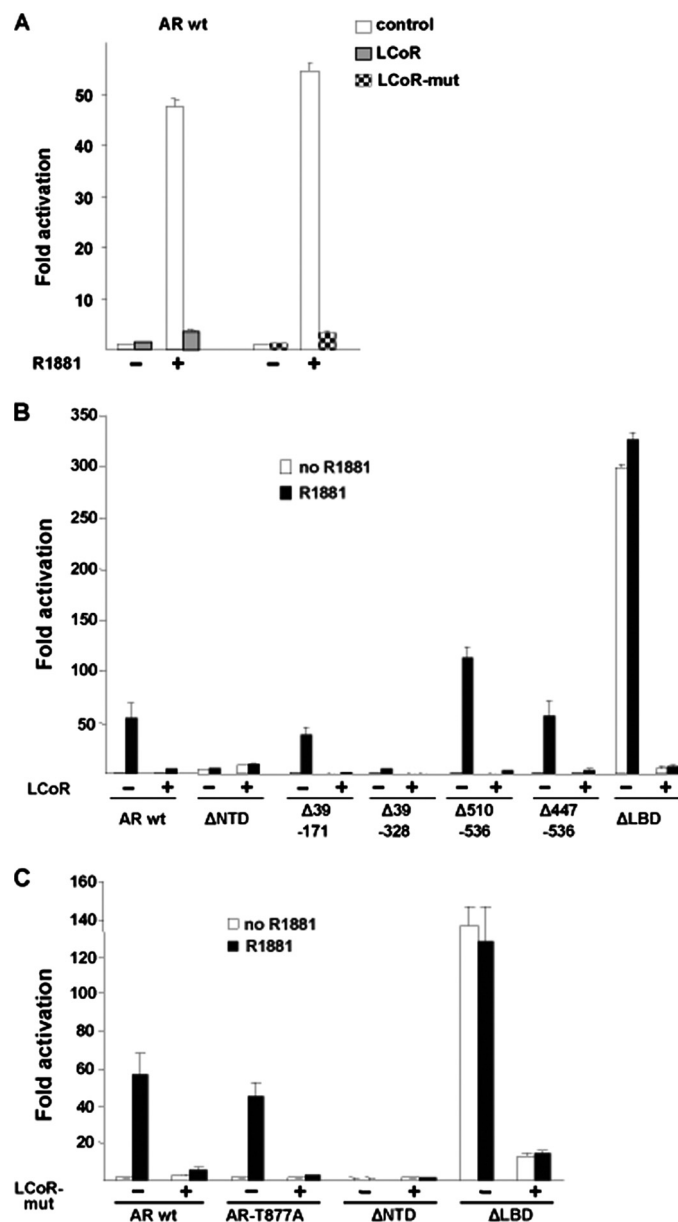 A
AR wt
control
LCoR
LCoR-mut
Fold activation
50
40
30
20
10
R1881 − + − +
B
no R1881
R1881
Fold activation
350
300
250
200
150
100
50
LCoR − + − + − + − + − + − + − +
AR wt ΔNTD Δ39 Δ39 Δ510 Δ447 ΔLBD
-171 -328 -536 -536
C
no R1881
R1881
Fold activation
140
120
100
80
60
40
20
LCoR- − + − + − + − +
mut
AR wt AR-T877A ΔNTD ΔLBD